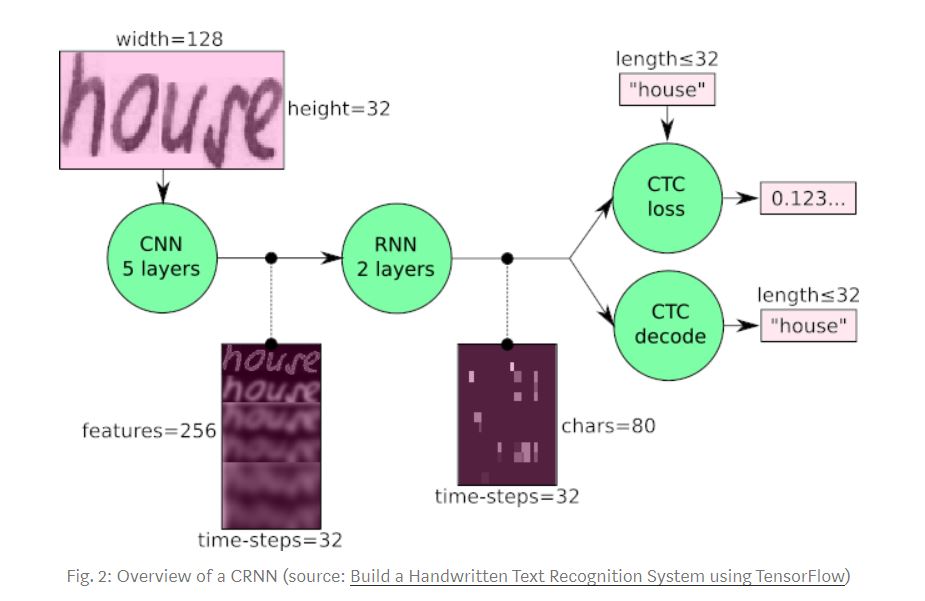 width=128
house
height=32
length≤32
"house"
CTC
loss
0.123...
CNN
5 layers
RNN
2 layers
CTC
decode
length≤32
"house"
house
house
house
house
features=256
time-steps=32
chars=80
time-steps=32
Fig. 2: Overview of a CRNN (source: Build a Handwritten Text Recognition System using TensorFlow)